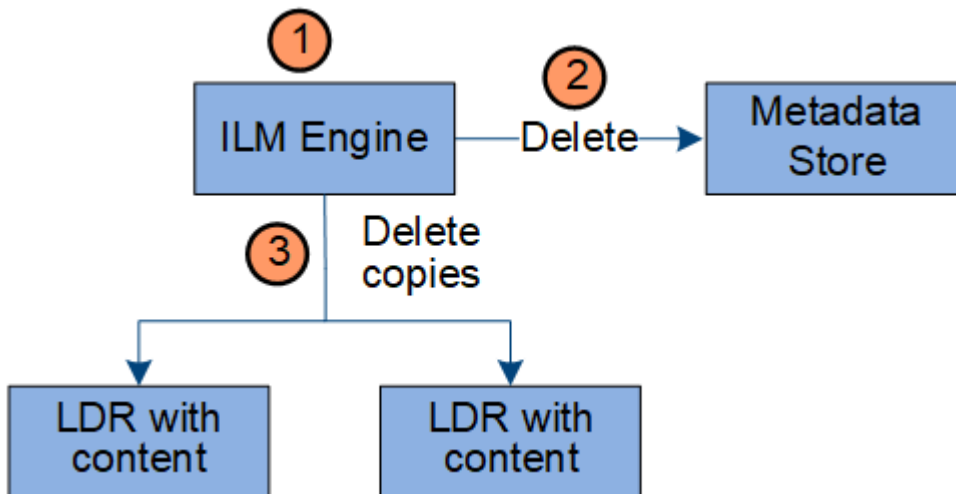 1
2
ILM Engine
Delete
Metadata
Store
3
Delete
copies
LDR with
content
LDR with
content